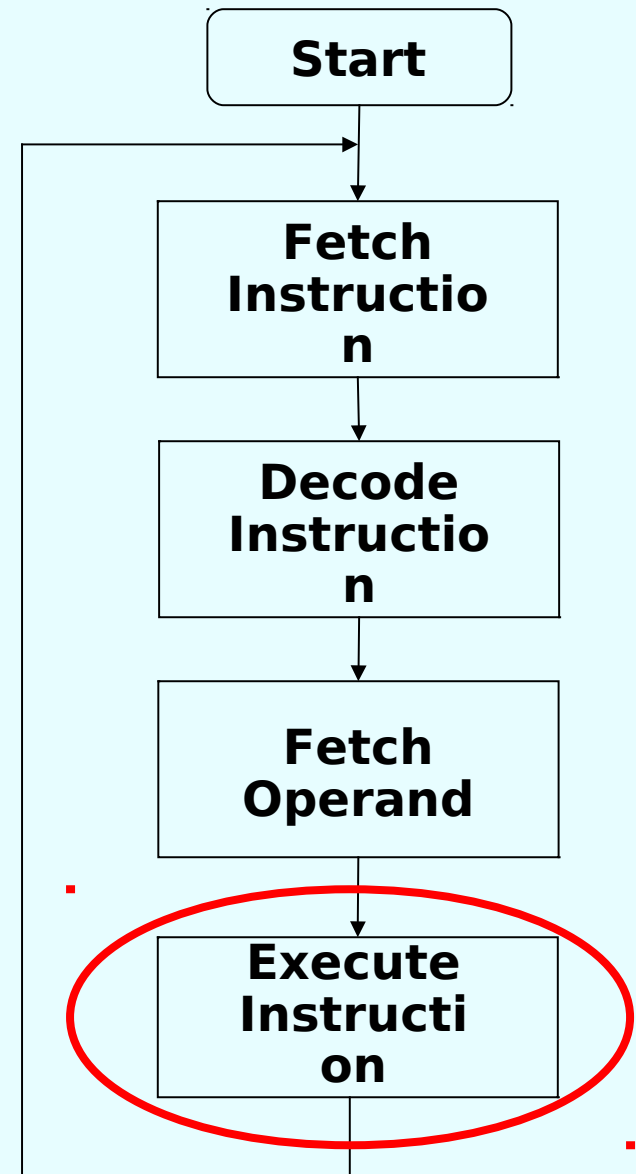 Start
Fetch
Instructio
n
Decode
Instructio
n
Fetch
Operand
Execute
Instructi
on